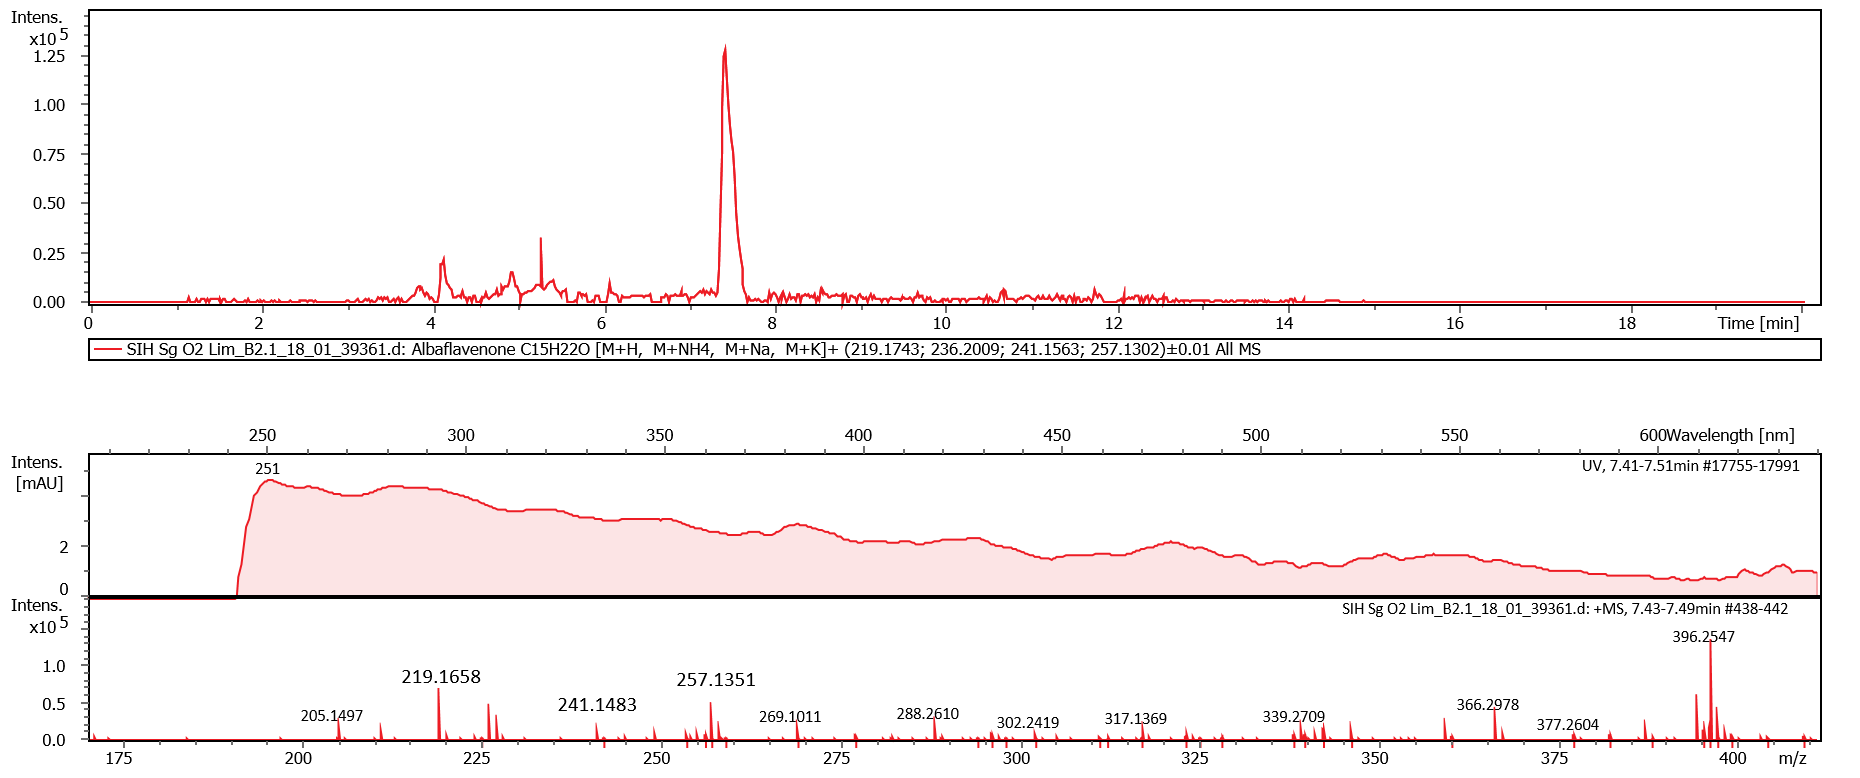 Intens.
x10 5
1.25
1.00
0.75
0.50
0.25
0.00
0 2 4 6 8 10 12 14 16 18 Time [min]
SIH Sg O2 Lim_B2.1_18_01_39361.d: Albaflavenone C15H22O [M+H, M+NH4, M+Na, M+K]+ (219.1743; 236.2009; 241.1563; 257.1302)±0.01 All MS
250 300 350 400 450 500 550 600Wavelength [nm]
Intens.
[mAU]
251
UV, 7.41-7.51min #17755-17991
2
0
Intens.
x10 5
SIH Sg O2 Lim_B2.1_18_01_39361.d: +MS, 7.43-7.49min #438-442
396.2547
1.0
219.1658
257.1351
0.5
241.1483
366.2978
205.1497
269.1011
288.2610
302.2419
317.1369
339.2709
377.2604
0.0
175 200 225 250 275 300 325 350 375 400 m/z